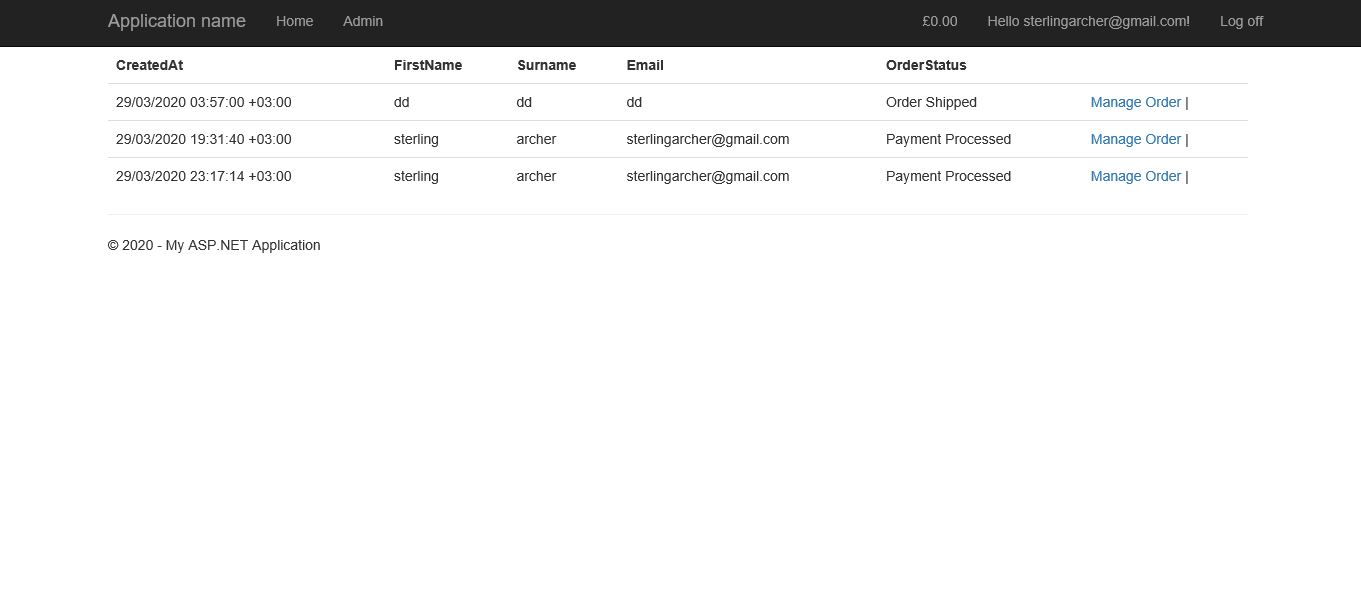 Application name Home Admin £0.00 Hello sterlingarcher@gmail.com! Log off
CreatedAt FirstName Surname Email OrderStatus
29/03/2020 03:57:00 +03:00 dd dd dd Order Shipped Manage Order |
29/03/2020 19:31:40 +03:00 sterling archer sterlingarcher@gmail.com Payment Processed Manage Order |
29/03/2020 23:17:14 +03:00 sterling archer sterlingarcher@gmail.com Payment Processed Manage Order |
© 2020 - My ASP.NET Application